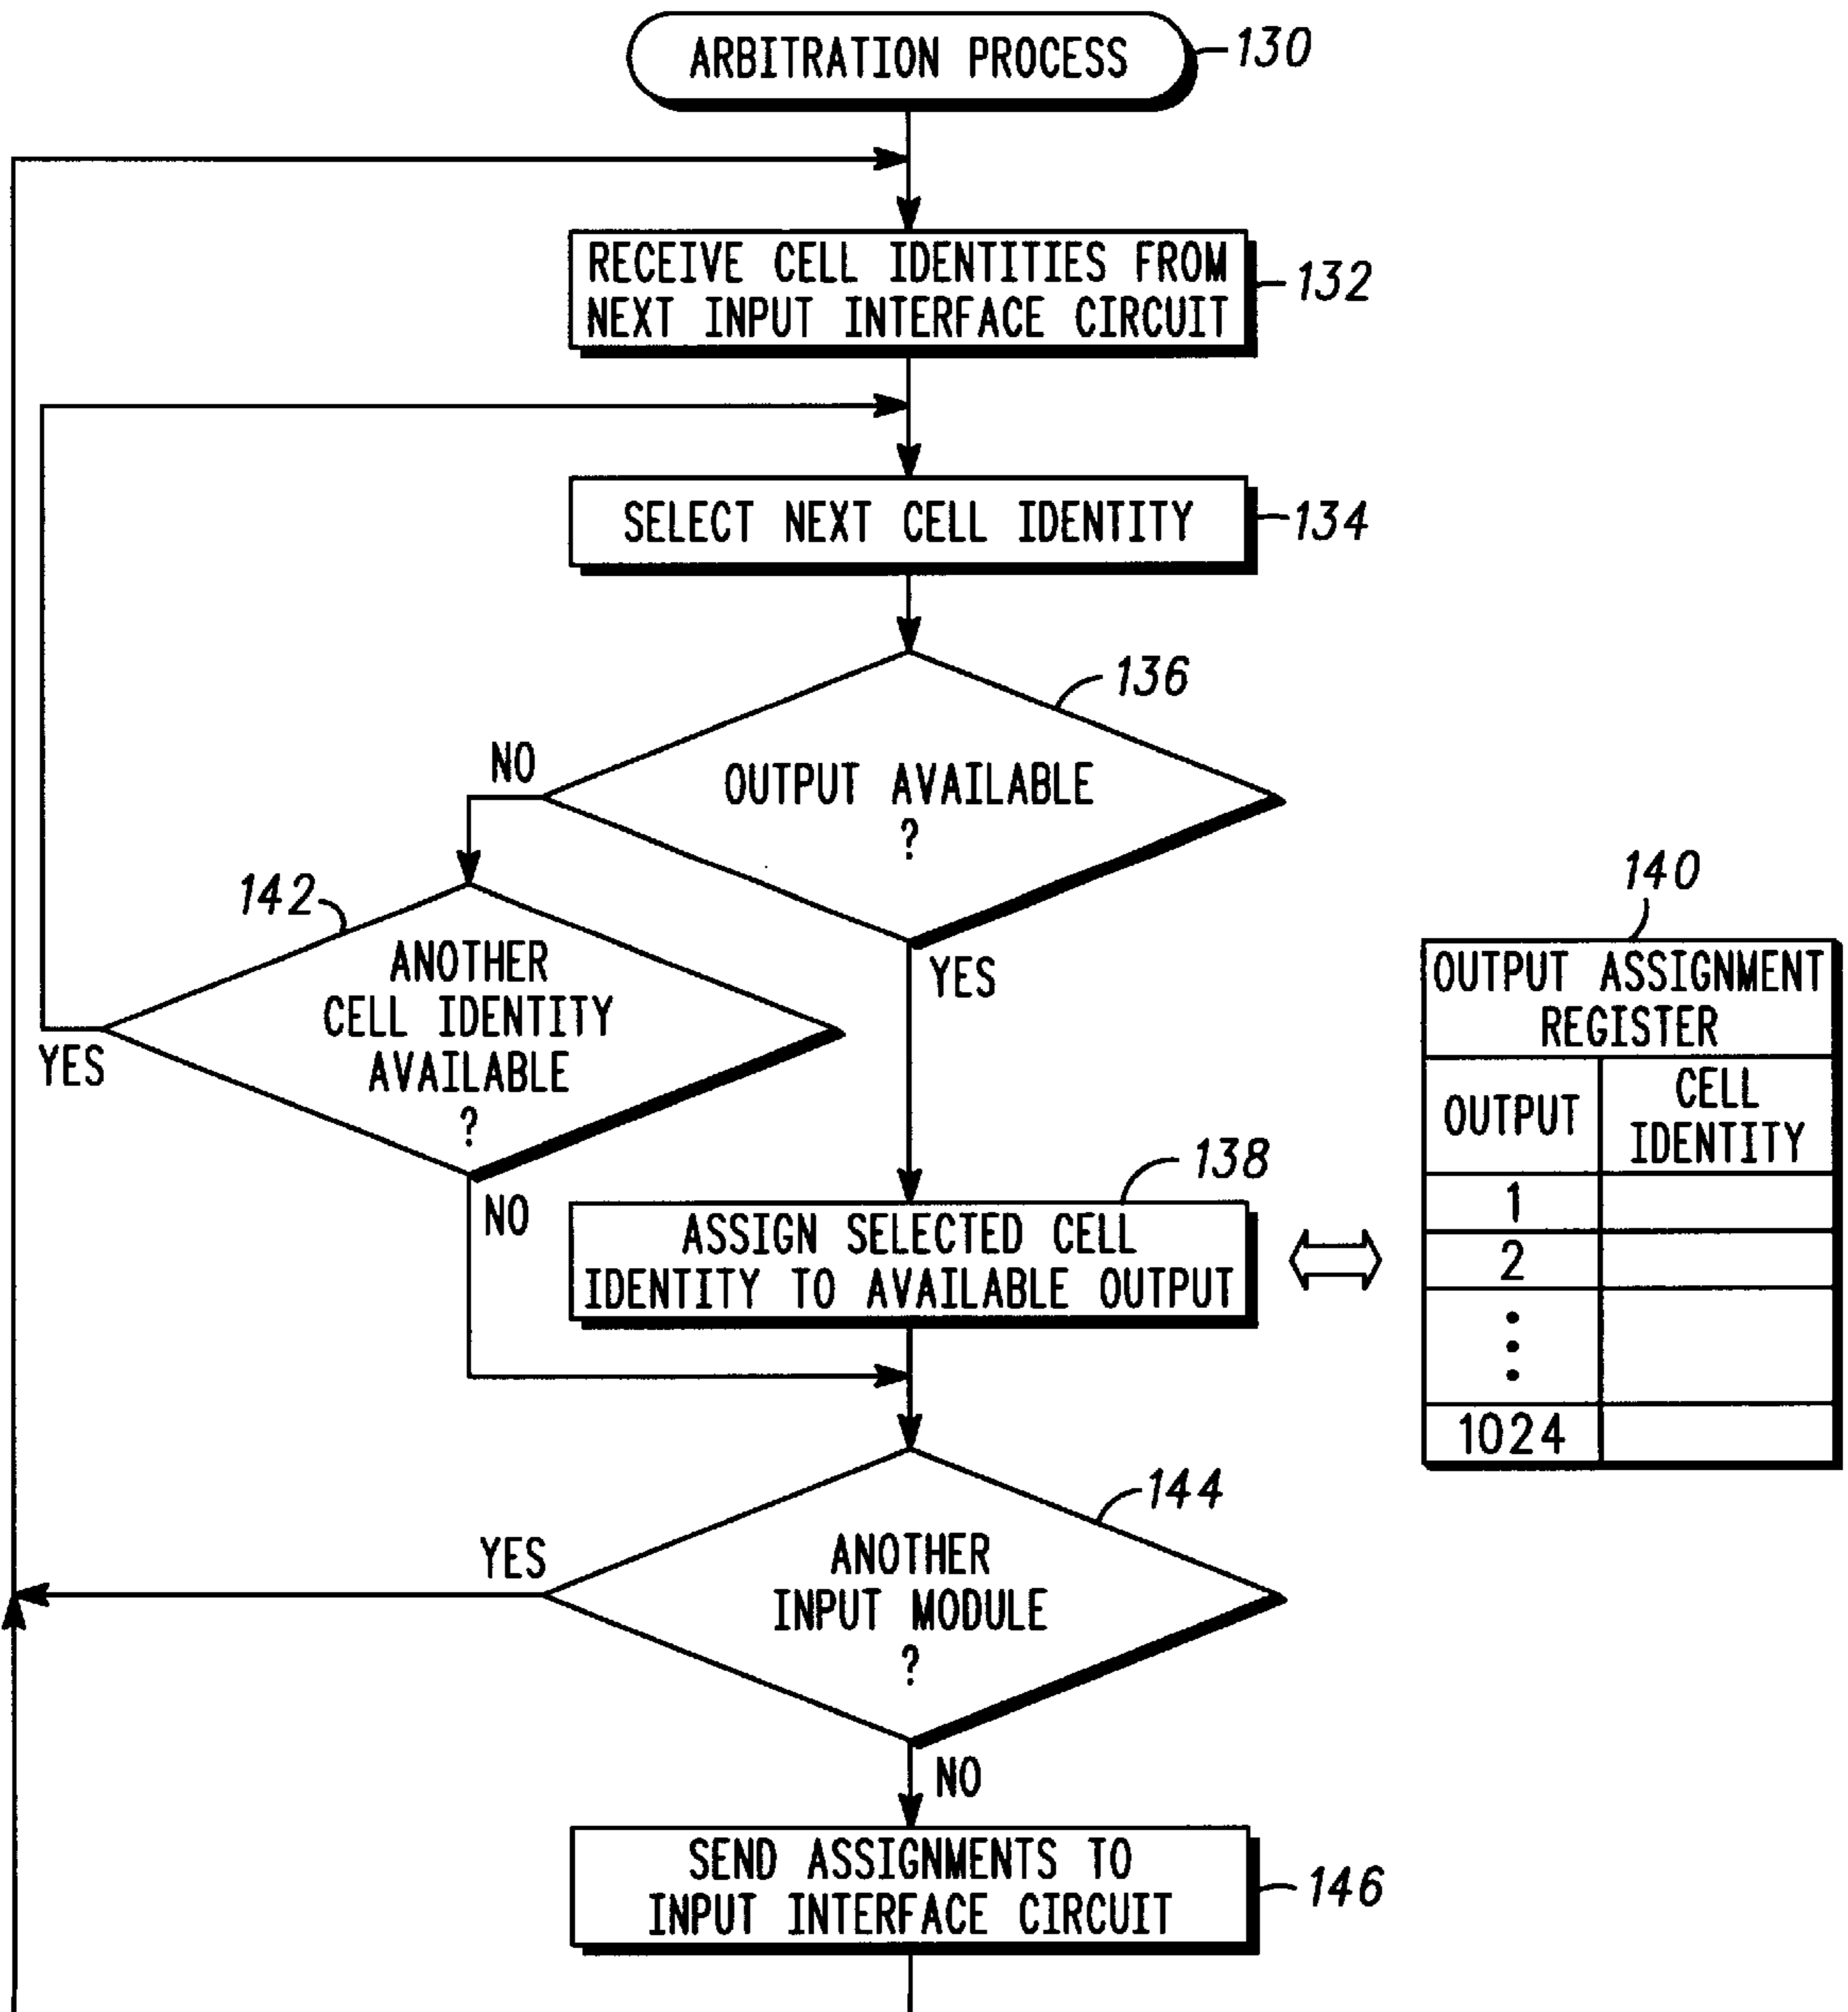 ARBITRATION PROCESS
130
RECEIVE CELL IDENTITIES FROM
NEXT INPUT INTERFACE CIRCUIT
132
SELECT NEXT CELL IDENTITY
134
136
NO
OUTPUT AVAILABLE
?
YES
142
ANOTHER
CELL IDENTITY
AVAILABLE
?
YES
NO
138
ASSIGN SELECTED CELL
IDENTITY TO AVAILABLE OUTPUT
140
OUTPUT ASSIGNMENT
REGISTER
OUTPUT
CELL
IDENTITY
1
2
1024
144
YES
ANOTHER
INPUT MODULE
?
NO
SEND ASSIGNMENTS TO
INPUT INTERFACE CIRCUIT
146